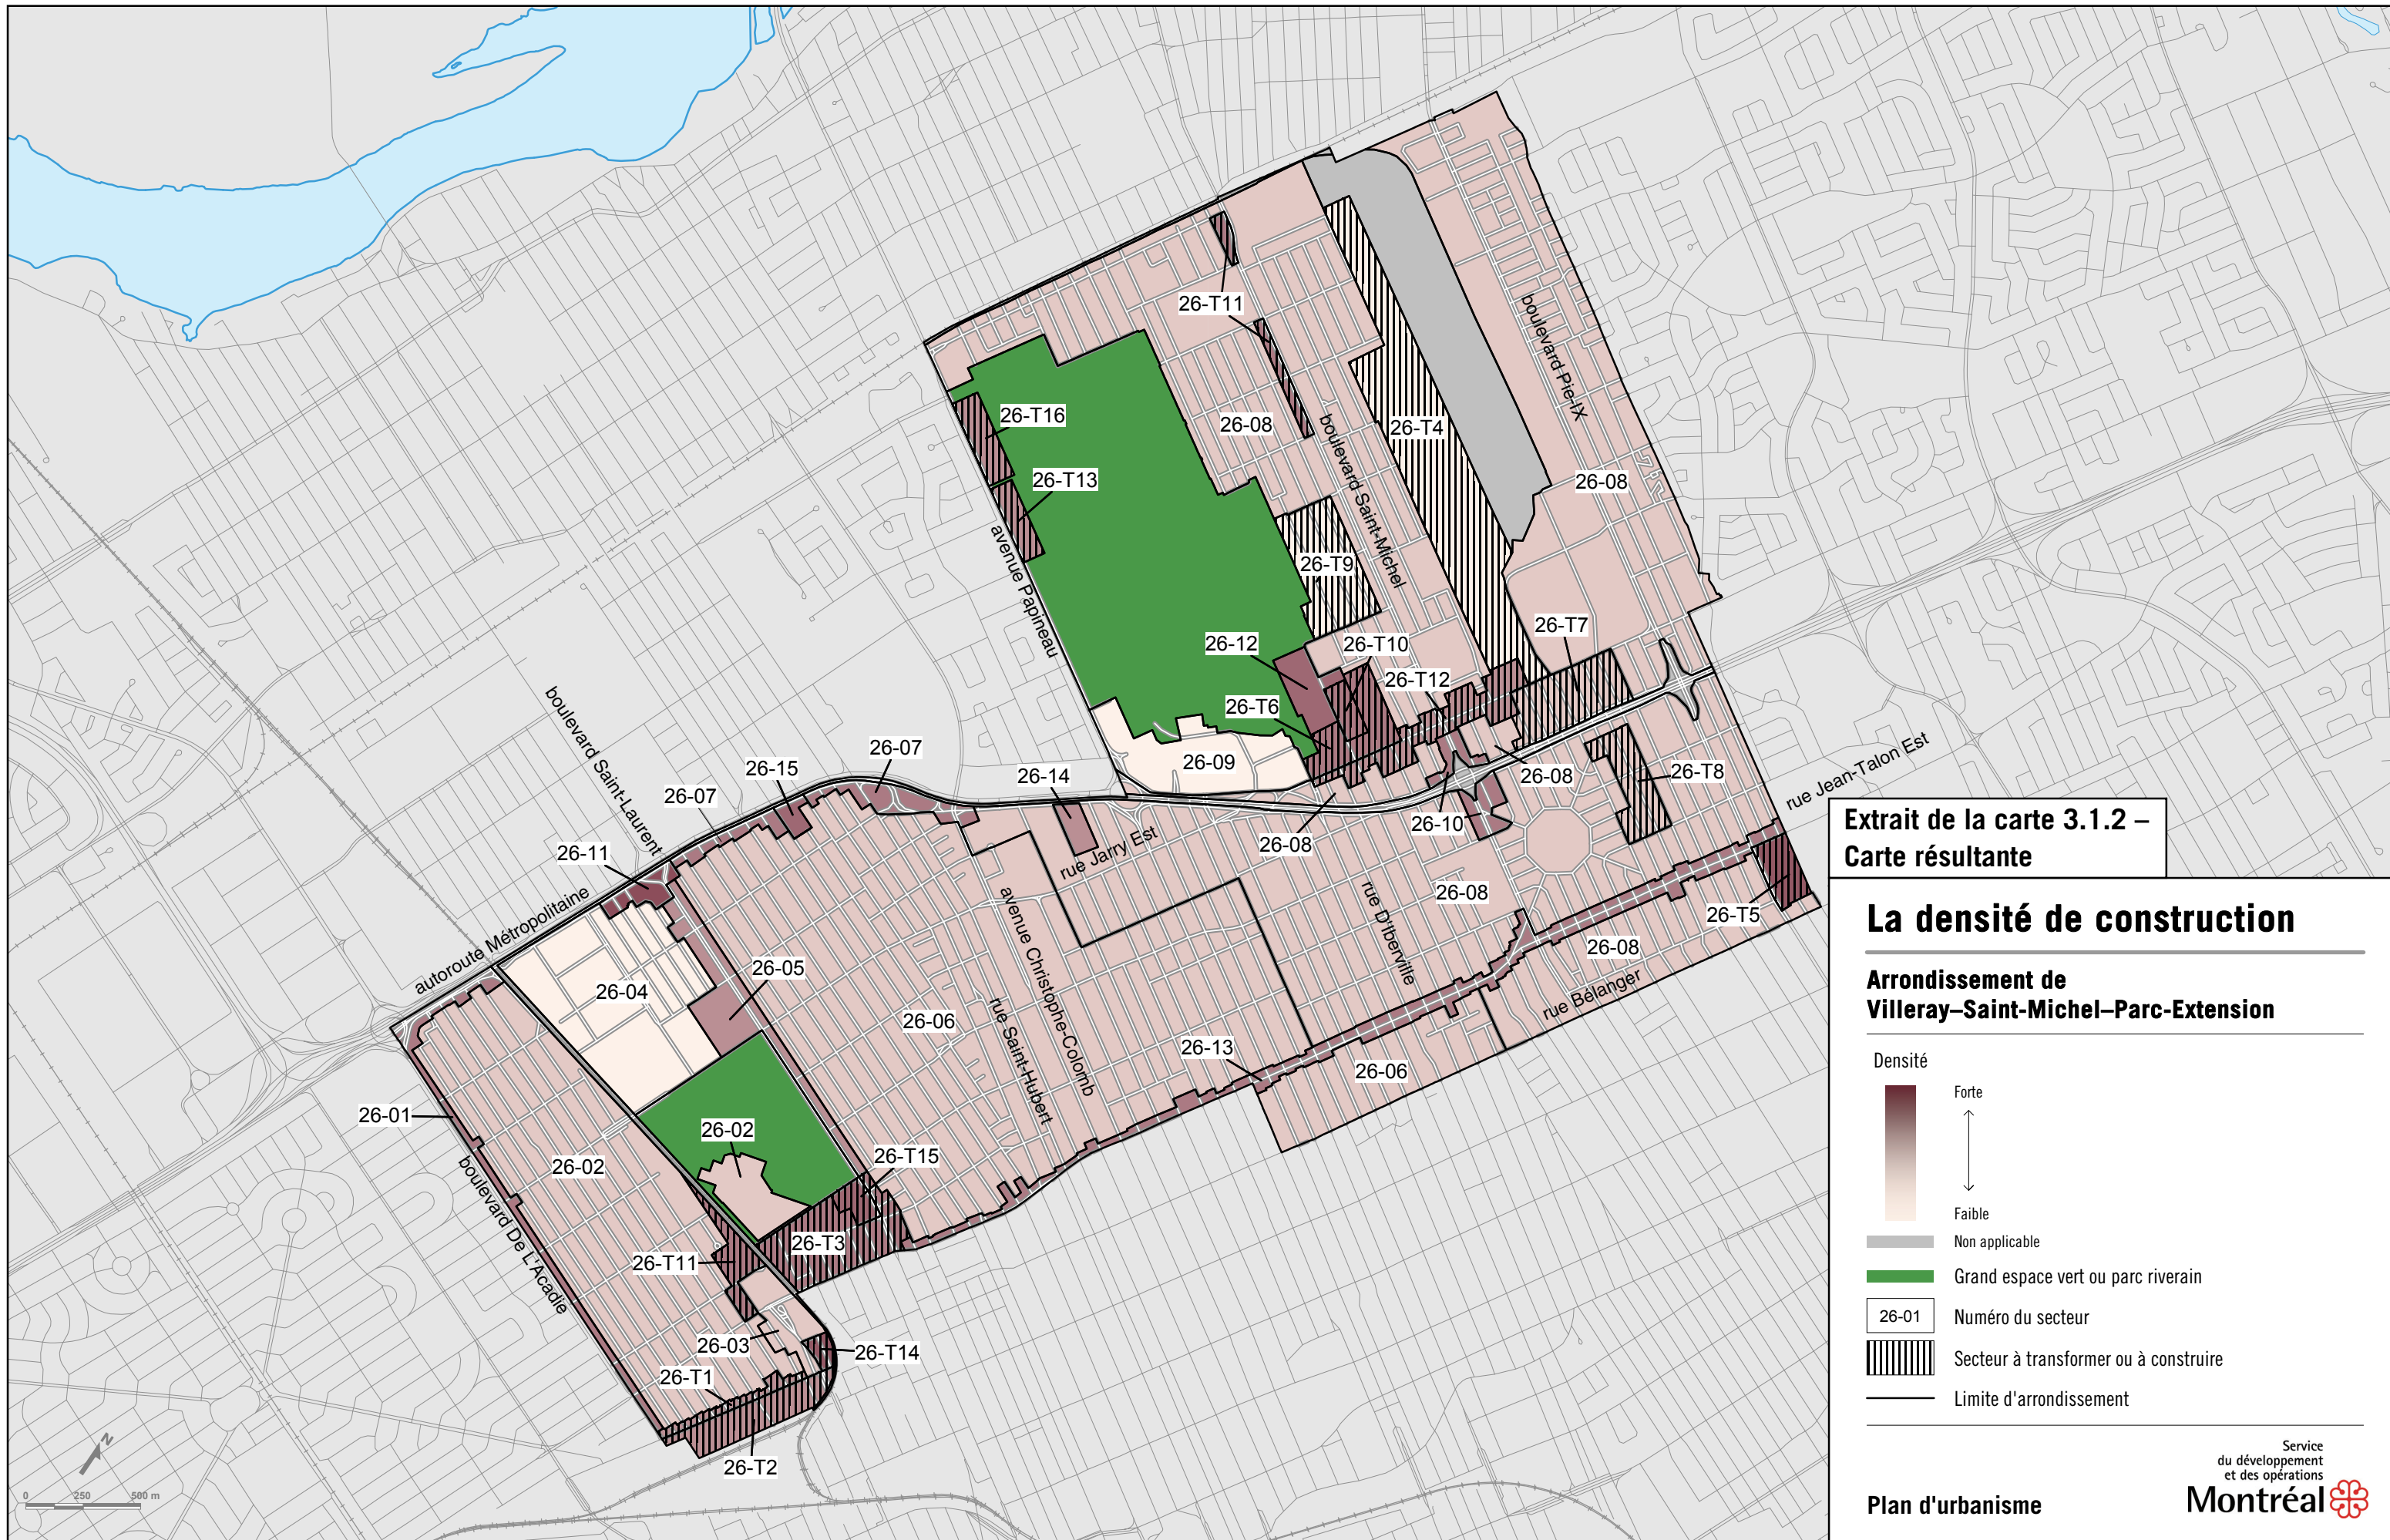 26-T11
boulevard Pie-IX
26-T16
26-08
26-T4
boulevard Saint-Michel
26-T13
26-08
avenue Papineau
26-T9
26-T7
26-12
26-T10
26-T12
26-T6
boulevard Saint-Laurent
26-07
26-09
26-14
26-08
26-T8
rue Jean-Talon Est
26-15
26-07
26-10
26-08
rue Jarry Est
26-11
autoroute Métropolitaine
26-08
rue D'Iberville
avenue Christophe-Colomb
26-T5
26-08
26-05
26-04
rue Bélanger
26-06
rue Saint-Hubert
26-13
26-06
26-01
26-02
26-02
26-T15
boulevard De L'Acadie
26-T3
26-T11
26-03
26-T14
26-T1
26-T2
N
0 250 500 m
Extrait de la carte 3.1.2 –
Carte résultante
La densité de construction
Arrondissement de
Villeray–Saint-Michel–Parc-Extension
Densité
Forte
Faible
Non applicable
Grand espace vert ou parc riverain
26-01 Numéro du secteur
Secteur à transformer ou à construire
Limite d'arrondissement
Service
du développement
et des opérations
Plan d'urbanisme
Montréal